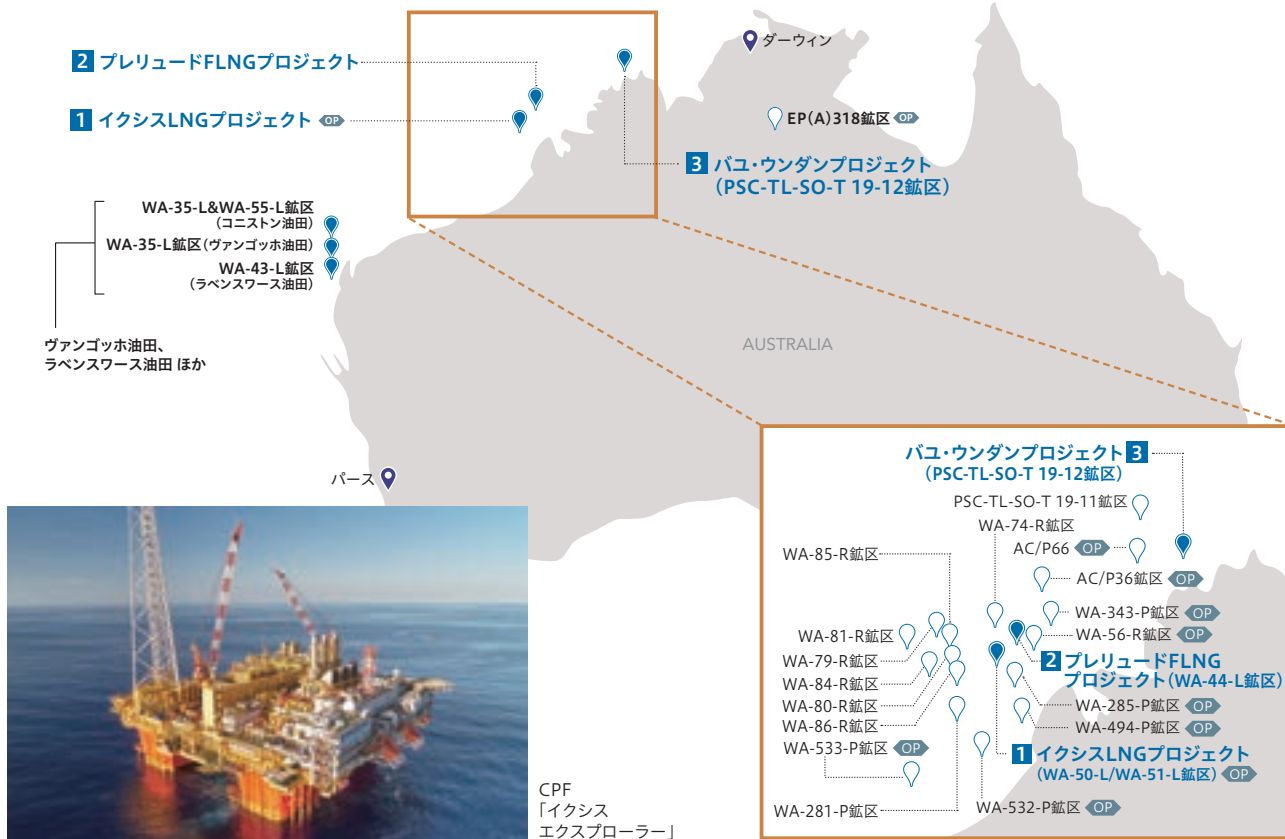 ダーウィン
2 プレリュードFLNGプロジェクト
1 イクシスLNGプロジェクト OP
EP(A)318鉱区 OP
3 バユ・ウンダンプロジェクト
(PSC-TL-SO-T 19-12鉱区)
WA-35-L&WA-55-L鉱区
(コニストン油田)
WA-35-L鉱区(ヴァンゴッホ油田)
WA-43-L鉱区
(ラベンスワース油田)
ヴァンゴッホ油田、
ラベンスワース油田 ほか
AUSTRALIA
パース
CPF
「イクシス
エクスプローラー」
バユ・ウンダンプロジェクト 3
(PSC-TL-SO-T 19-12鉱区)
PSC-TL-SO-T 19-11鉱区
WA-74-R鉱区
AC/P66 OP
WA-85-R鉱区
AC/P36鉱区 OP
WA-343-P鉱区 OP
WA-81-R鉱区
WA-56-R鉱区 OP
WA-79-R鉱区
2 プレリュードFLNG
プロジェクト(WA-44-L鉱区)
WA-84-R鉱区
WA-80-R鉱区
WA-285-P鉱区 OP
WA-86-R鉱区
WA-494-P鉱区 OP
WA-533-P鉱区 OP
1 イクシスLNGプロジェクト
(WA-50-L/WA-51-L鉱区) OP
WA-281-P鉱区
WA-532-P鉱区 OP